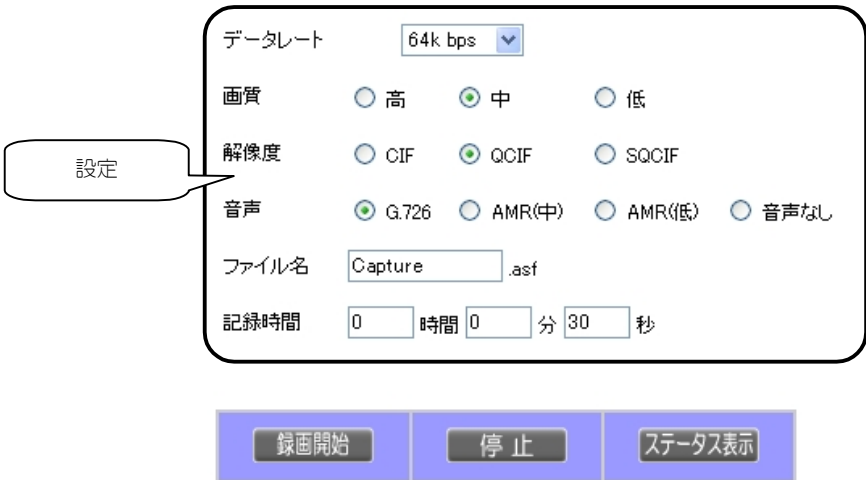 データレート 64k bps
画質 高 中 低
解像度 CIF QCIF SQCIF
設定
音声 G.726 AMR(中) AMR(低) 音声なし
ファイル名 Capture .asf
記録時間 0 時間 0 分 30 秒
録画開始 停止 ステータス表示